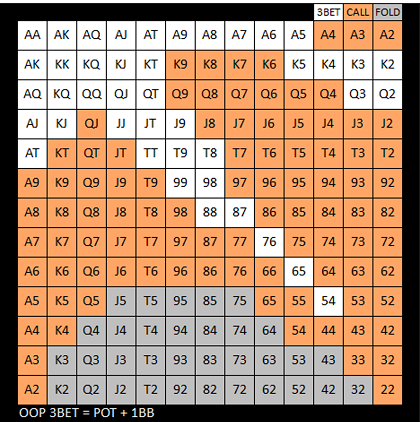 3BET CALL FOLD
AA AK AQ AJ AT A9 A8 A7 A6 A5 A4 A3 A2
AK KK KQ KJ KT K9 K8 K7 K6 K5 K4 K3 K2
AQ KQ QQ QJ QT Q9 Q8 Q7 Q6 Q5 Q4 Q3 Q2
AJ KJ QJ JJ JT J9 J8 J7 J6 J5 J4 J3 J2
AT KT QT JT TT T9 T8 T7 T6 T5 T4 T3 T2
A9 K9 Q9 J9 T9 99 98 97 96 95 94 93 92
A8 K8 Q8 J8 T8 98 88 87 86 85 84 83 82
A7 K7 Q7 J7 T7 97 87 77 76 75 74 73 72
A6 K6 Q6 J6 T6 96 86 76 66 65 64 63 62
A5 K5 Q5 J5 T5 95 85 75 65 55 54 53 52
A4 K4 Q4 J4 T4 94 84 74 64 54 44 43 42
A3 K3 Q3 J3 T3 93 83 73 63 53 43 33 32
A2 K2 Q2 J2 T2 92 82 72 62 52 42 32 22
OOP 3BET = POT + 1BB